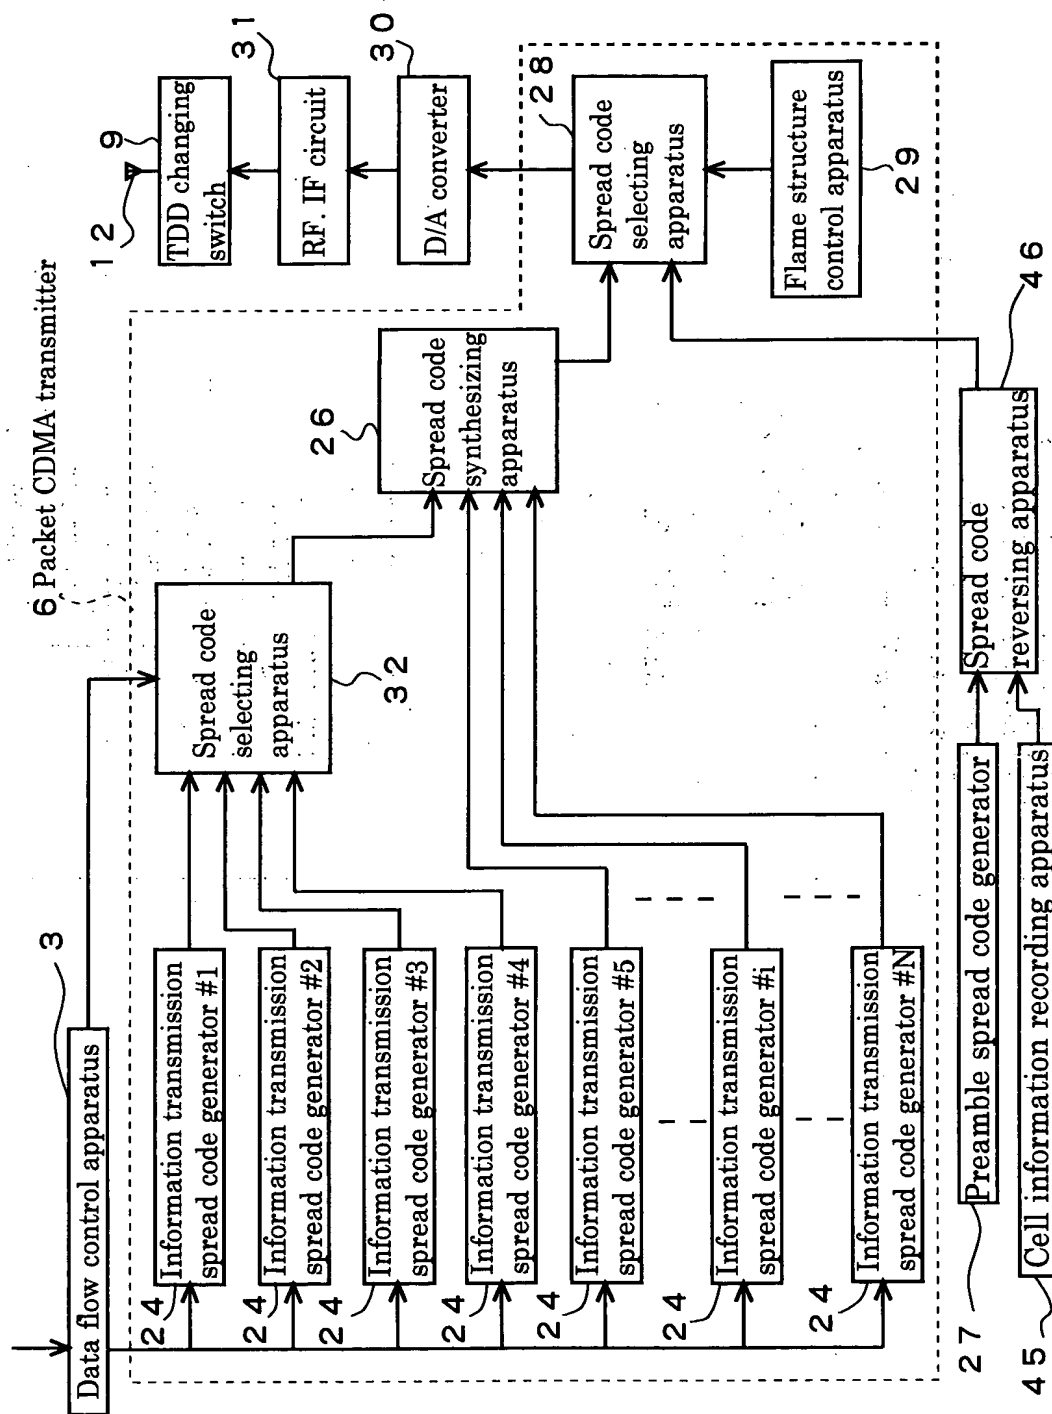 6 Packet CDMA transmitter
3
Data flow control apparatus
24
Information transmission
spread code generator #1
24
Information transmission
spread code generator #2
24
Information transmission
spread code generator #3
24
Information transmission
spread code generator #4
24
Information transmission
spread code generator #5
24
Information transmission
spread code generator #i
24
Information transmission
spread code generator #N
Spread code
selecting
apparatus
32
26
Spread code
synthesizing
apparatus
12
9
TDD changing
switch
31
RF. IF circuit
30
D/A converter
28
Spread code
selecting
apparatus
Flame structure
control apparatus
29
27
Preamble spread code generator
45
Cell information recording apparatus
Spread code
reversing apparatus
46